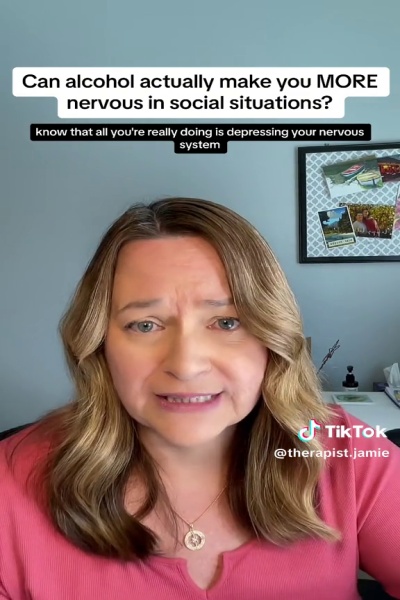 Can alcohol actually make you MORE
nervous in social situations?
know that all you're really doing is depressing your nervous
system
TikTok
@therapist.jamie